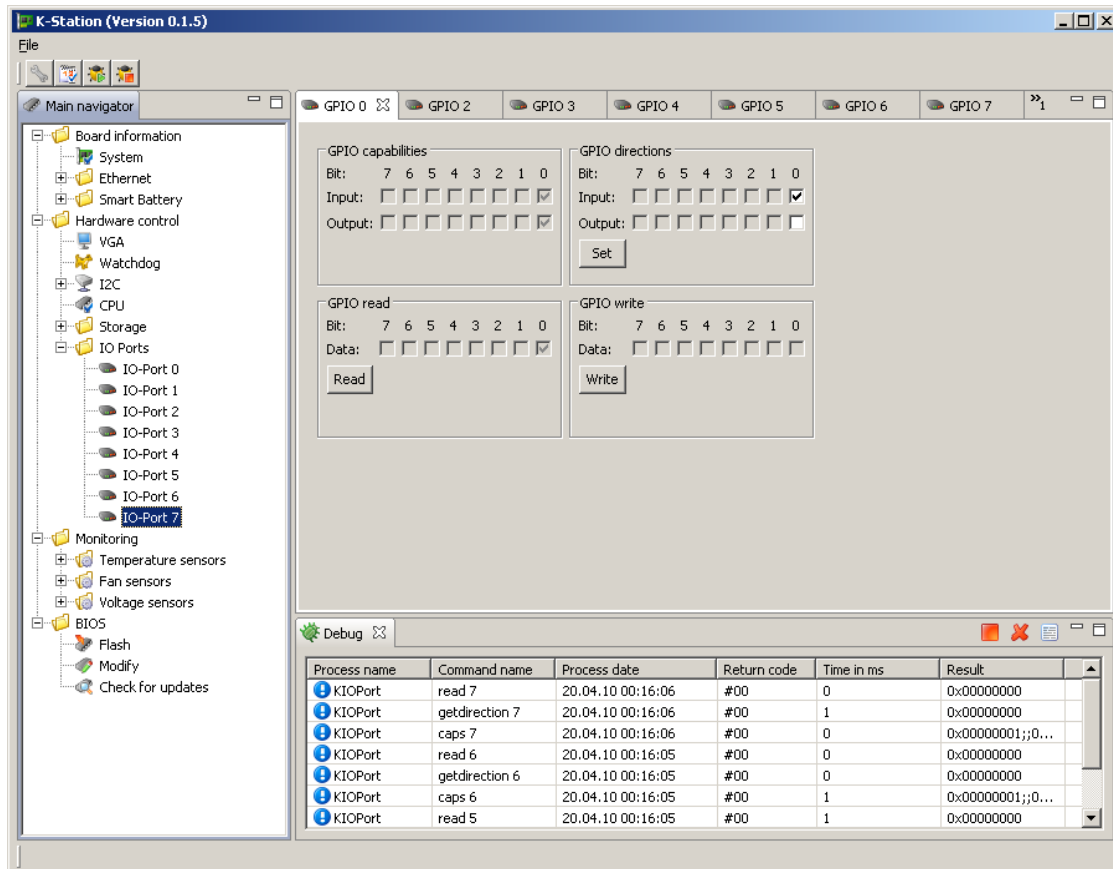 K-Station (Version 0.1.5)
File
Main navigator
GPIO 0 GPIO 2 GPIO 3 GPIO 4 GPIO 5 GPIO 6 GPIO 7 »1
Board information
System
Ethernet
Smart Battery
Hardware control
VGA
Watchdog
I2C
CPU
Storage
IO Ports
IO-Port 0
IO-Port 1
IO-Port 2
IO-Port 3
IO-Port 4
IO-Port 5
IO-Port 6
IO-Port 7
Monitoring
Temperature sensors
Fan sensors
Voltage sensors
BIOS
Flash
Modify
Check for updates
GPIO capabilities
Bit: 7 6 5 4 3 2 1 0
Input:
Output:
GPIO directions
Bit: 7 6 5 4 3 2 1 0
Input:
Output:
Set
GPIO read
Bit: 7 6 5 4 3 2 1 0
Data:
Read
GPIO write
Bit: 7 6 5 4 3 2 1 0
Data:
Write
Debug
Process name Command name Process date Return code Time in ms Result
KIOPort read 7 20.04.10 00:16:06 #00 0 0x00000000
KIOPort getdirection 7 20.04.10 00:16:06 #00 1 0x00000000
KIOPort caps 7 20.04.10 00:16:06 #00 0 0x00000001;;0...
KIOPort read 6 20.04.10 00:16:05 #00 0 0x00000000
KIOPort getdirection 6 20.04.10 00:16:05 #00 0 0x00000000
KIOPort caps 6 20.04.10 00:16:05 #00 1 0x00000001;;0...
KIOPort read 5 20.04.10 00:16:05 #00 1 0x00000000